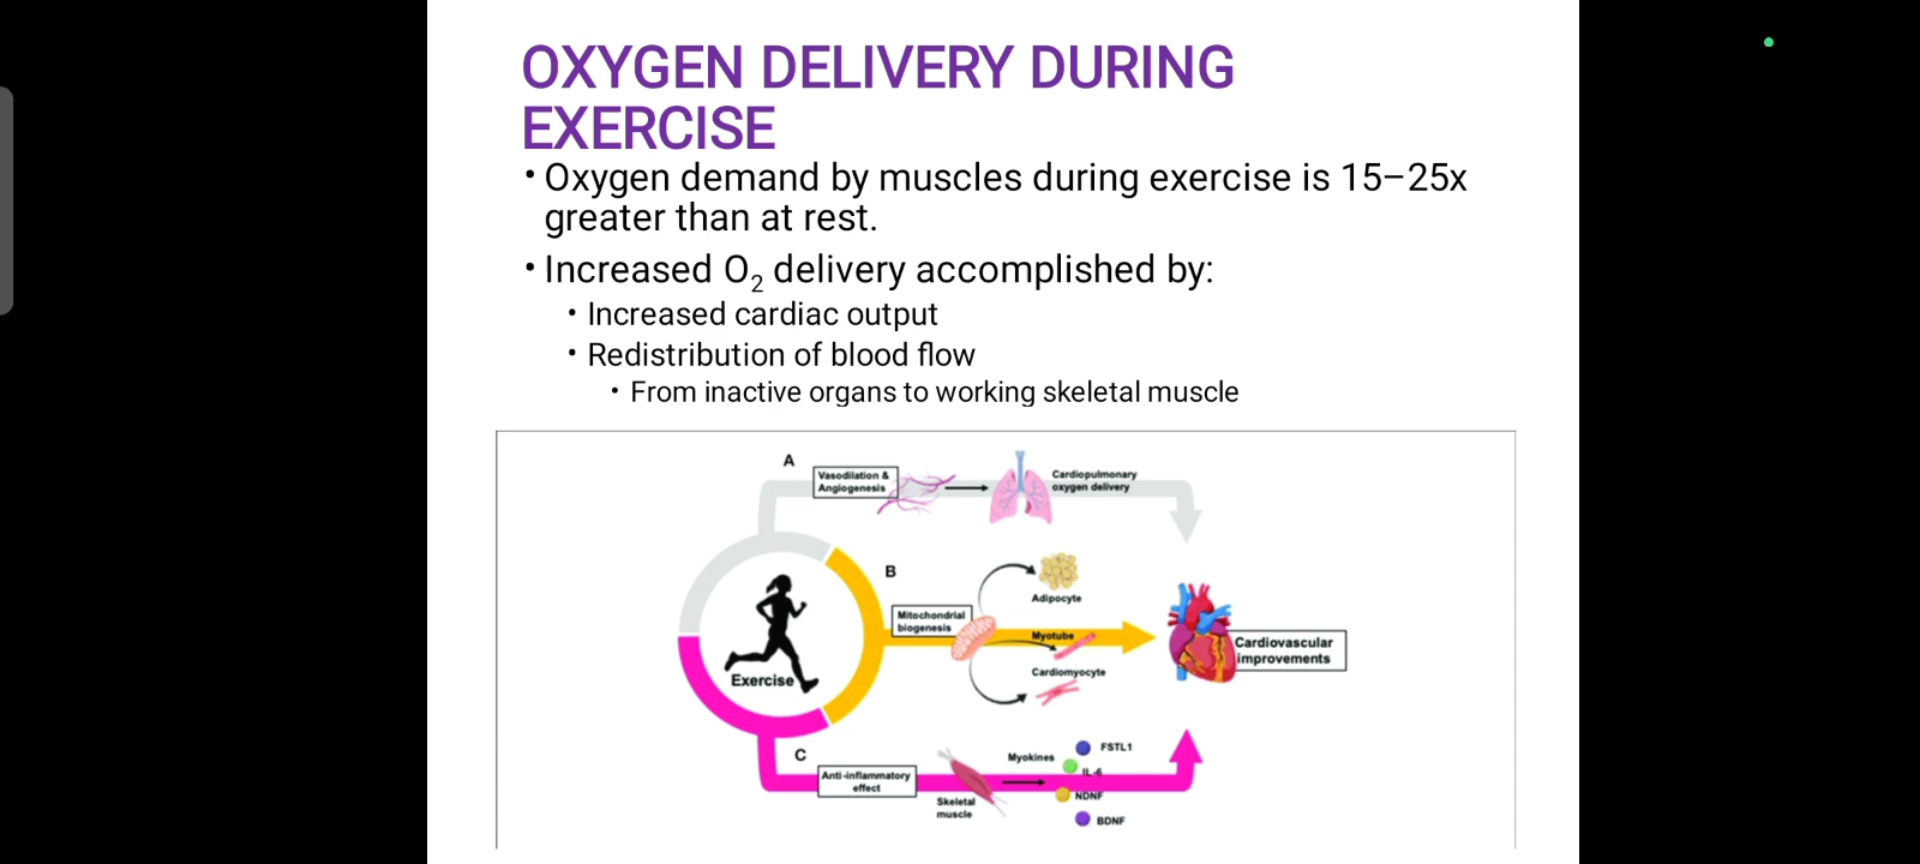 OXYGEN DELIVERY DURING
EXERCISE
• Oxygen demand by muscles during exercise is 15–25x
greater than at rest.
• Increased O₂ delivery accomplished by:
• Increased cardiac output
• Redistribution of blood flow
• From inactive organs to working skeletal muscle
A
Vasodilation &
Angiogenesis
Cardiopulmonary
oxygen delivery
B
Mitochondrial
biogenesis
Adipocyte
Myotube
Cardiomyocyte
Exercise
Cardiovascular
improvements
C
Anti-inflammatory
effect
Skeletal
muscle
Myokines
FSTL1
IL-6
NDNF
BDNF